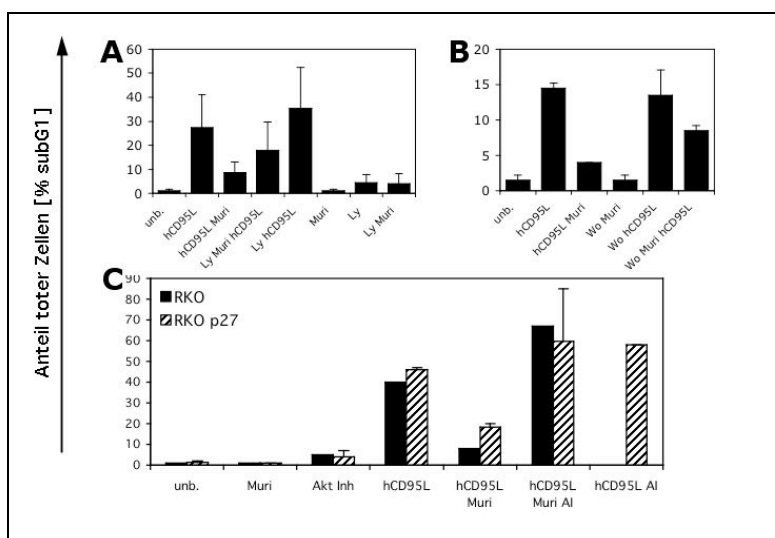 Anteil toter Zellen [% subG1]
A
60
50
40
30
20
10
0
unb.
hCD95L
hCD95L Muri
Ly Muri hCD95L
Ly hCD95L
Muri
Ly
Ly Muri
B
20
15
10
5
0
unb.
hCD95L
hCD95L Muri
Wo Muri
Wo hCD95L
Wo Muri hCD95L
C
90
80
70
60
50
40
30
20
10
0
RKO
RKO p27
unb.
Muri
Akt Inh
hCD95L
hCD95L
Muri
hCD95L
Muri AI
hCD95L AI